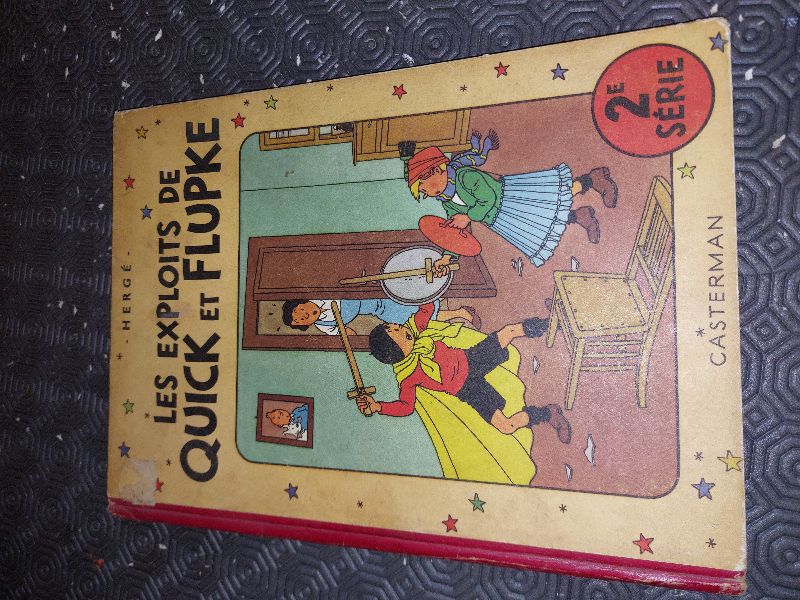 - HERGÉ -
LES EXPLOITS DE
QUICK ET FLUPKE
2E
SÉRIE
CASTERMAN